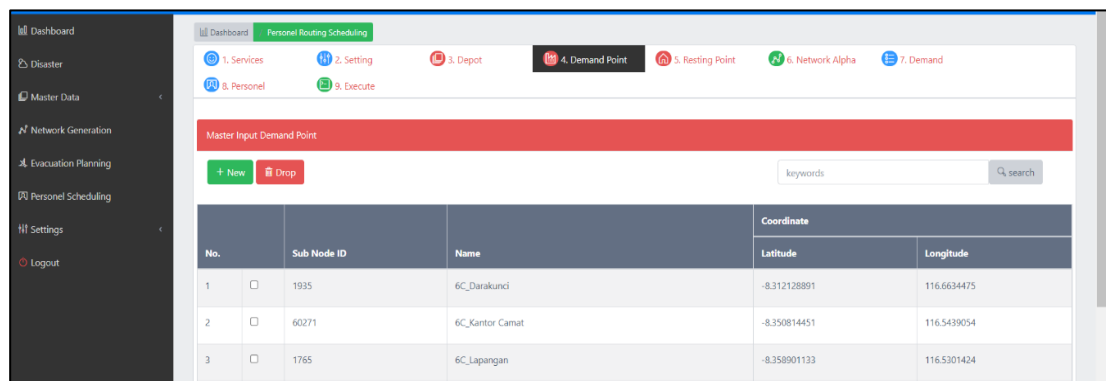 Dashboard
Disaster
Master Data
Network Generation
Evacuation Planning
Personel Scheduling
Settings
Logout
Dashboard Personel Routing Scheduling
1. Services 2. Setting 3. Depot 4. Demand Point 5. Resting Point 6. Network Alpha 7. Demand
8. Personel 9. Execute
Master Input Demand Point
+ New Drop keywords search
Coordinate
No. Sub Node ID Name Latitude Longitude
1 1935 6C_Darakunci -8.312128891 116.6634475
2 60271 6C_Kantor Camat -8.350814451 116.5439054
3 1765 6C_Lapangan -8.358901133 116.5301424